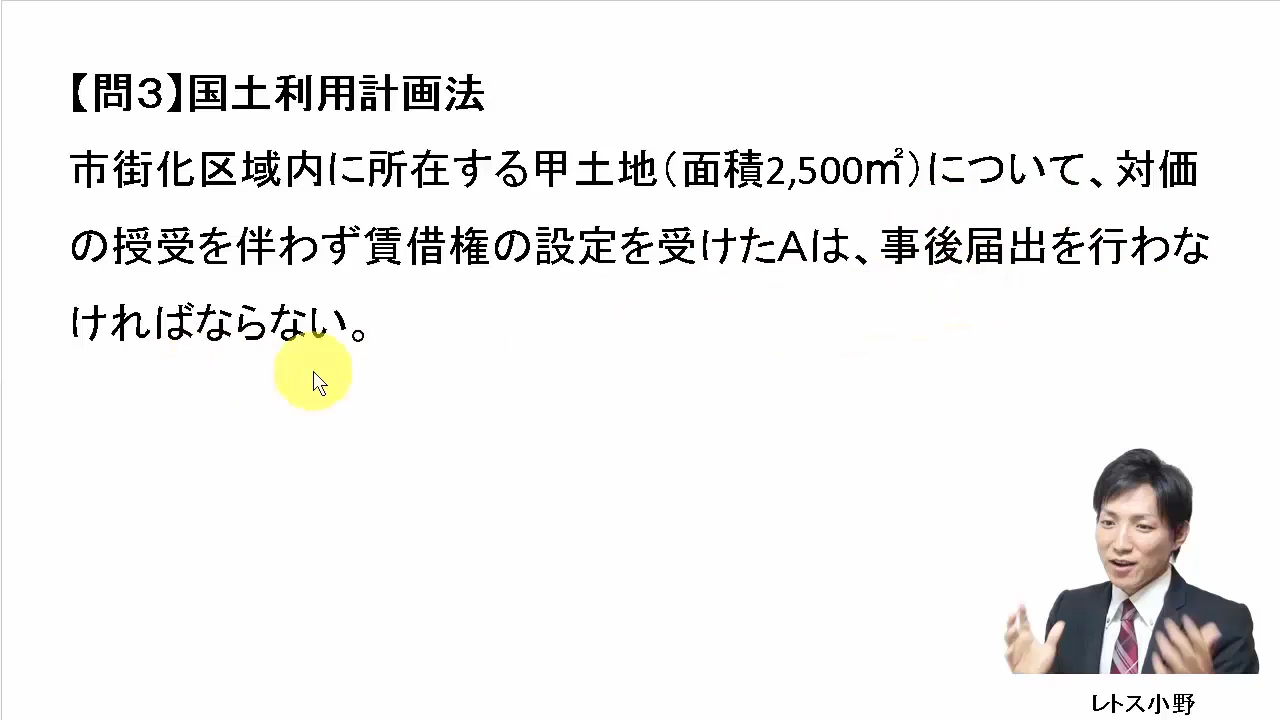 【問３】国土利用計画法
市街化区域内に所在する甲土地（面積2,500㎡）について、対価
の授受を伴わず賃借権の設定を受けたＡは、事後届出を行わな
ければならない。
レトス小野